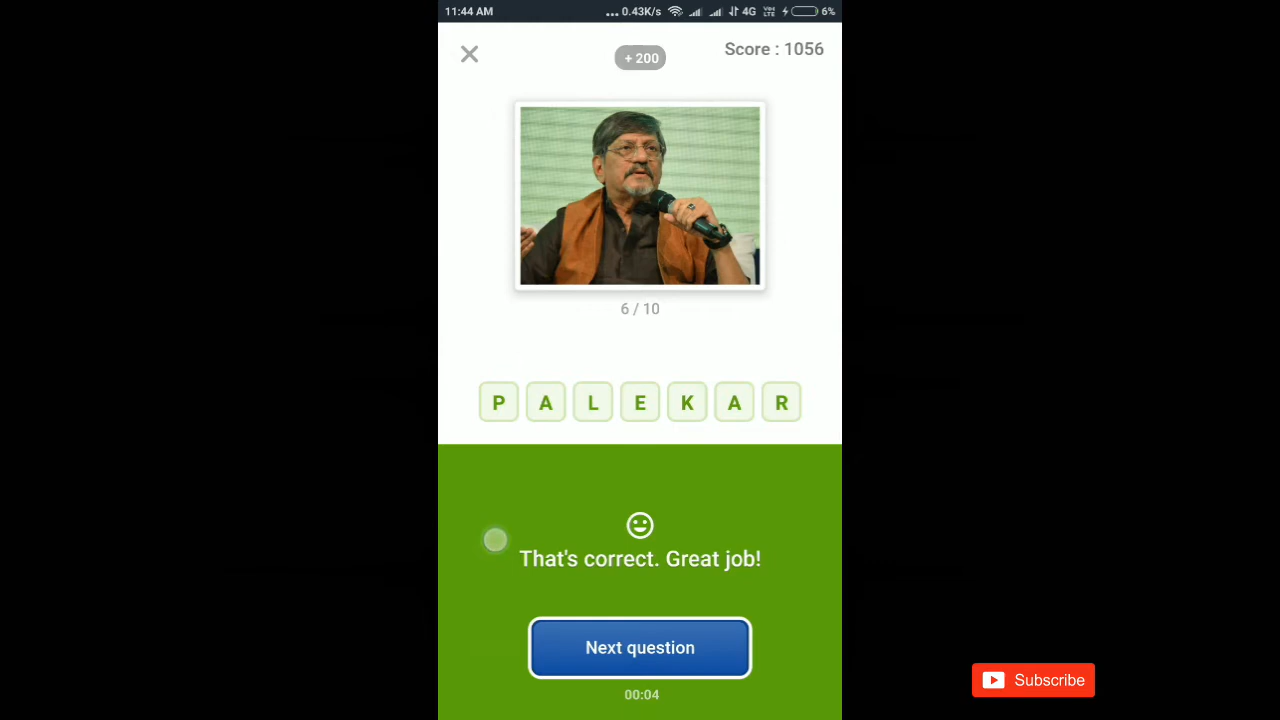 11:44 AM ... 0.43K/s 4G VoLTE 6%
+ 200
Score : 1056
6 / 10
P A L E K A R
That's correct. Great job!
Next question
00:04
Subscribe